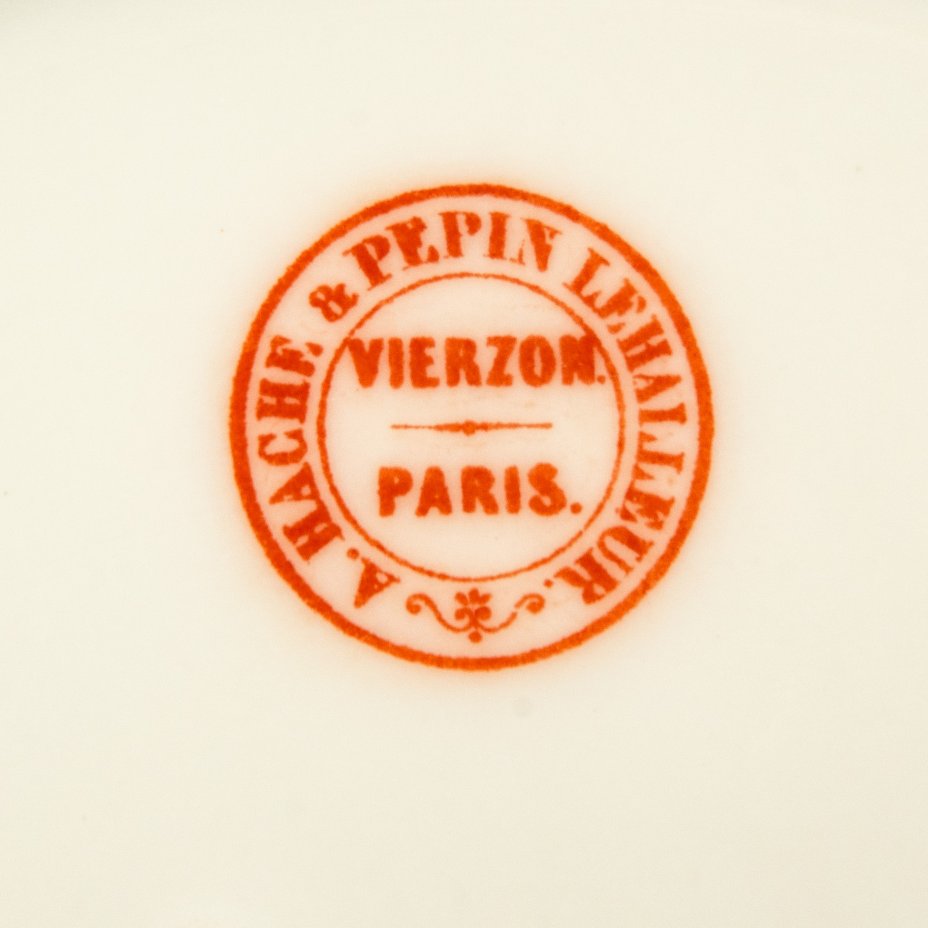 A. HACHE & PEPIN LEHALLEUR.
VIERZON.
PARIS.